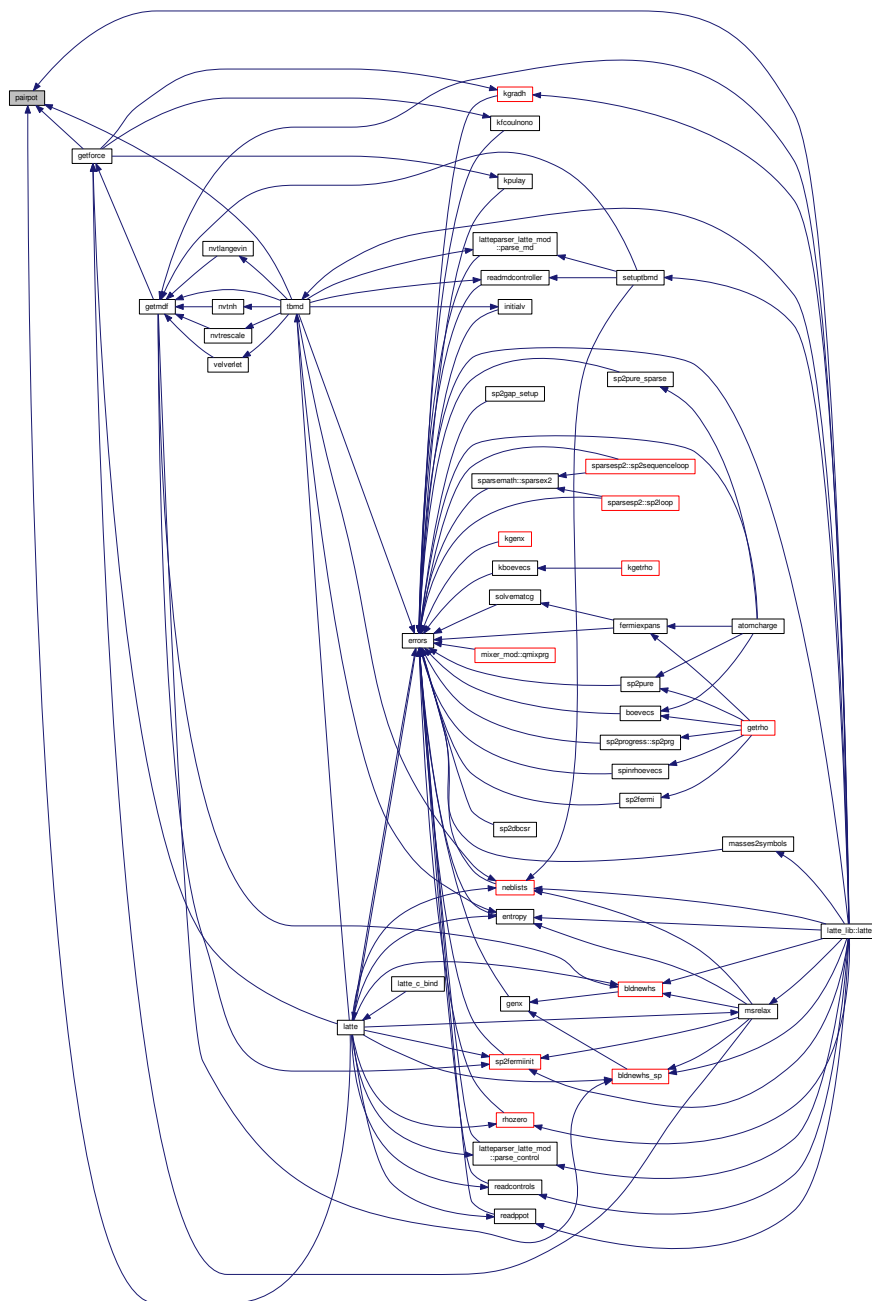 pairpot
kgradh
kfcoulnono
getforce
kpulay
nvtlangevin
latteparser_latte_mod
::parse_md
readmdcontroller
setuptbmd
getmdf
nvtnh
tbmd
initialv
nvtrescale
velverlet
sp2pure_sparse
sp2gap_setup
sparsesp2::sp2sequenceloop
sparsemath::sparsex2
sparsesp2::sp2loop
kgenx
kboevecs
kgetrho
solvematcg
fermiexpans
atomcharge
errors
mixer_mod::qmixprg
sp2pure
boevecs
getrho
sp2progress::sp2prg
spinrhoevecs
sp2fermi
sp2dbcsr
masses2symbols
neblists
entropy
latte_lib::latte
latte_c_bind
bldnewhs
genx
msrelax
latte
sp2fermiinit
bldnewhs_sp
rhozero
latteparser_latte_mod
::parse_control
readcontrols
readppot